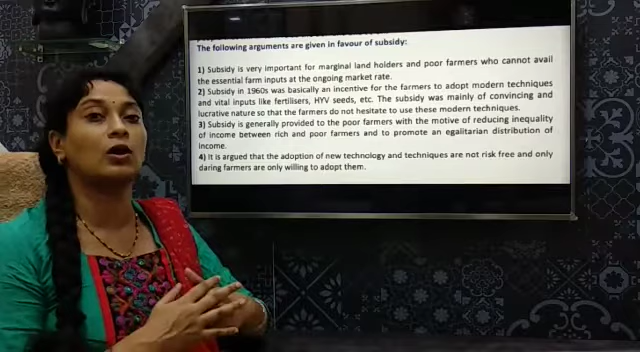 The following arguments are given in favour of subsidy:
1) Subsidy is very important for marginal land holders and poor farmers who cannot avail
the essential farm inputs at the ongoing market rate.
2) Subsidy in 1960s was basically an incentive for the farmers to adopt modern techniques
and vital inputs like fertilisers, HYV seeds, etc. The subsidy was mainly of convincing and
lucrative nature so that the farmers do not hesitate to use these modern techniques.
3) Subsidy is generally provided to the poor farmers with the motive of reducing inequality
of income between rich and poor farmers and to promote an egalitarian distribution of
income.
4) It is argued that the adoption of new technology and techniques are not risk free and only
daring farmers are only willing to adopt them.